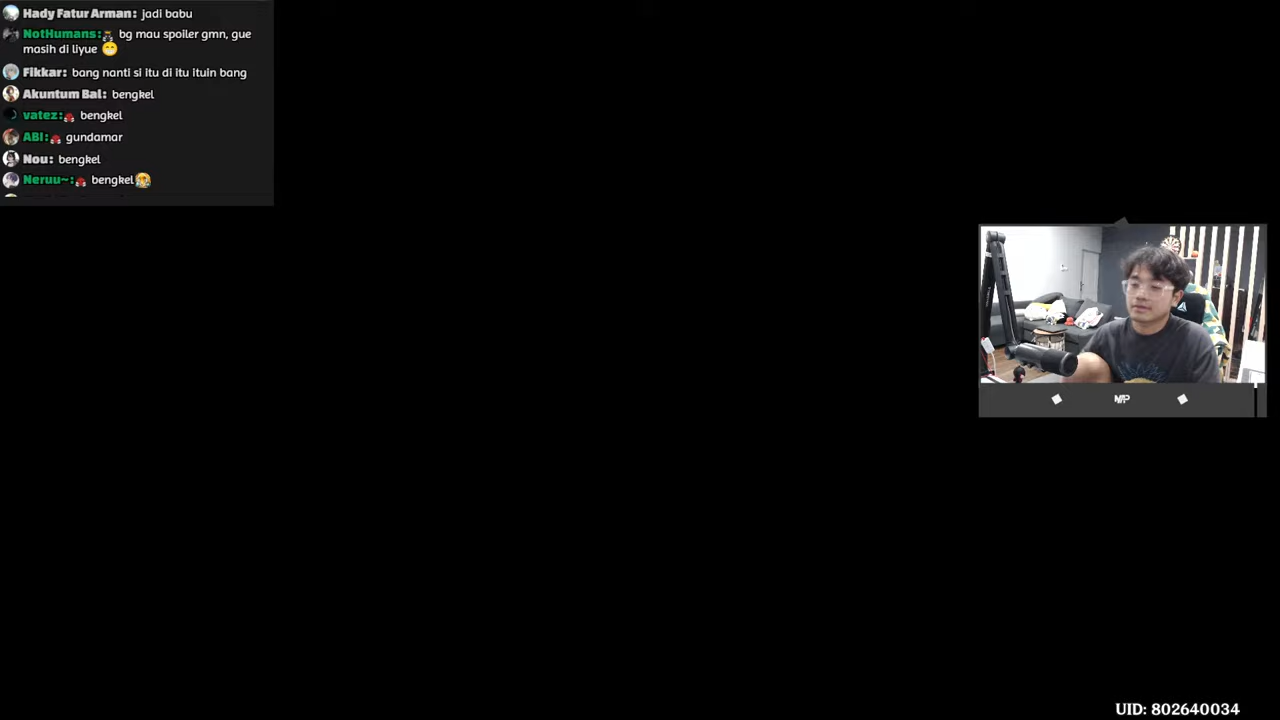 Hady Fatur Arman: jadi babu
NotHumans: bg mau spoiler gmn, gue
masih di liyue
Fikkar: bang nanti si itu di itu ituin bang
Akuntum Bal: bengkel
vatez: bengkel
ABI: gundamar
Nou: bengkel
Neruu~: bengkel
UID: 802640034